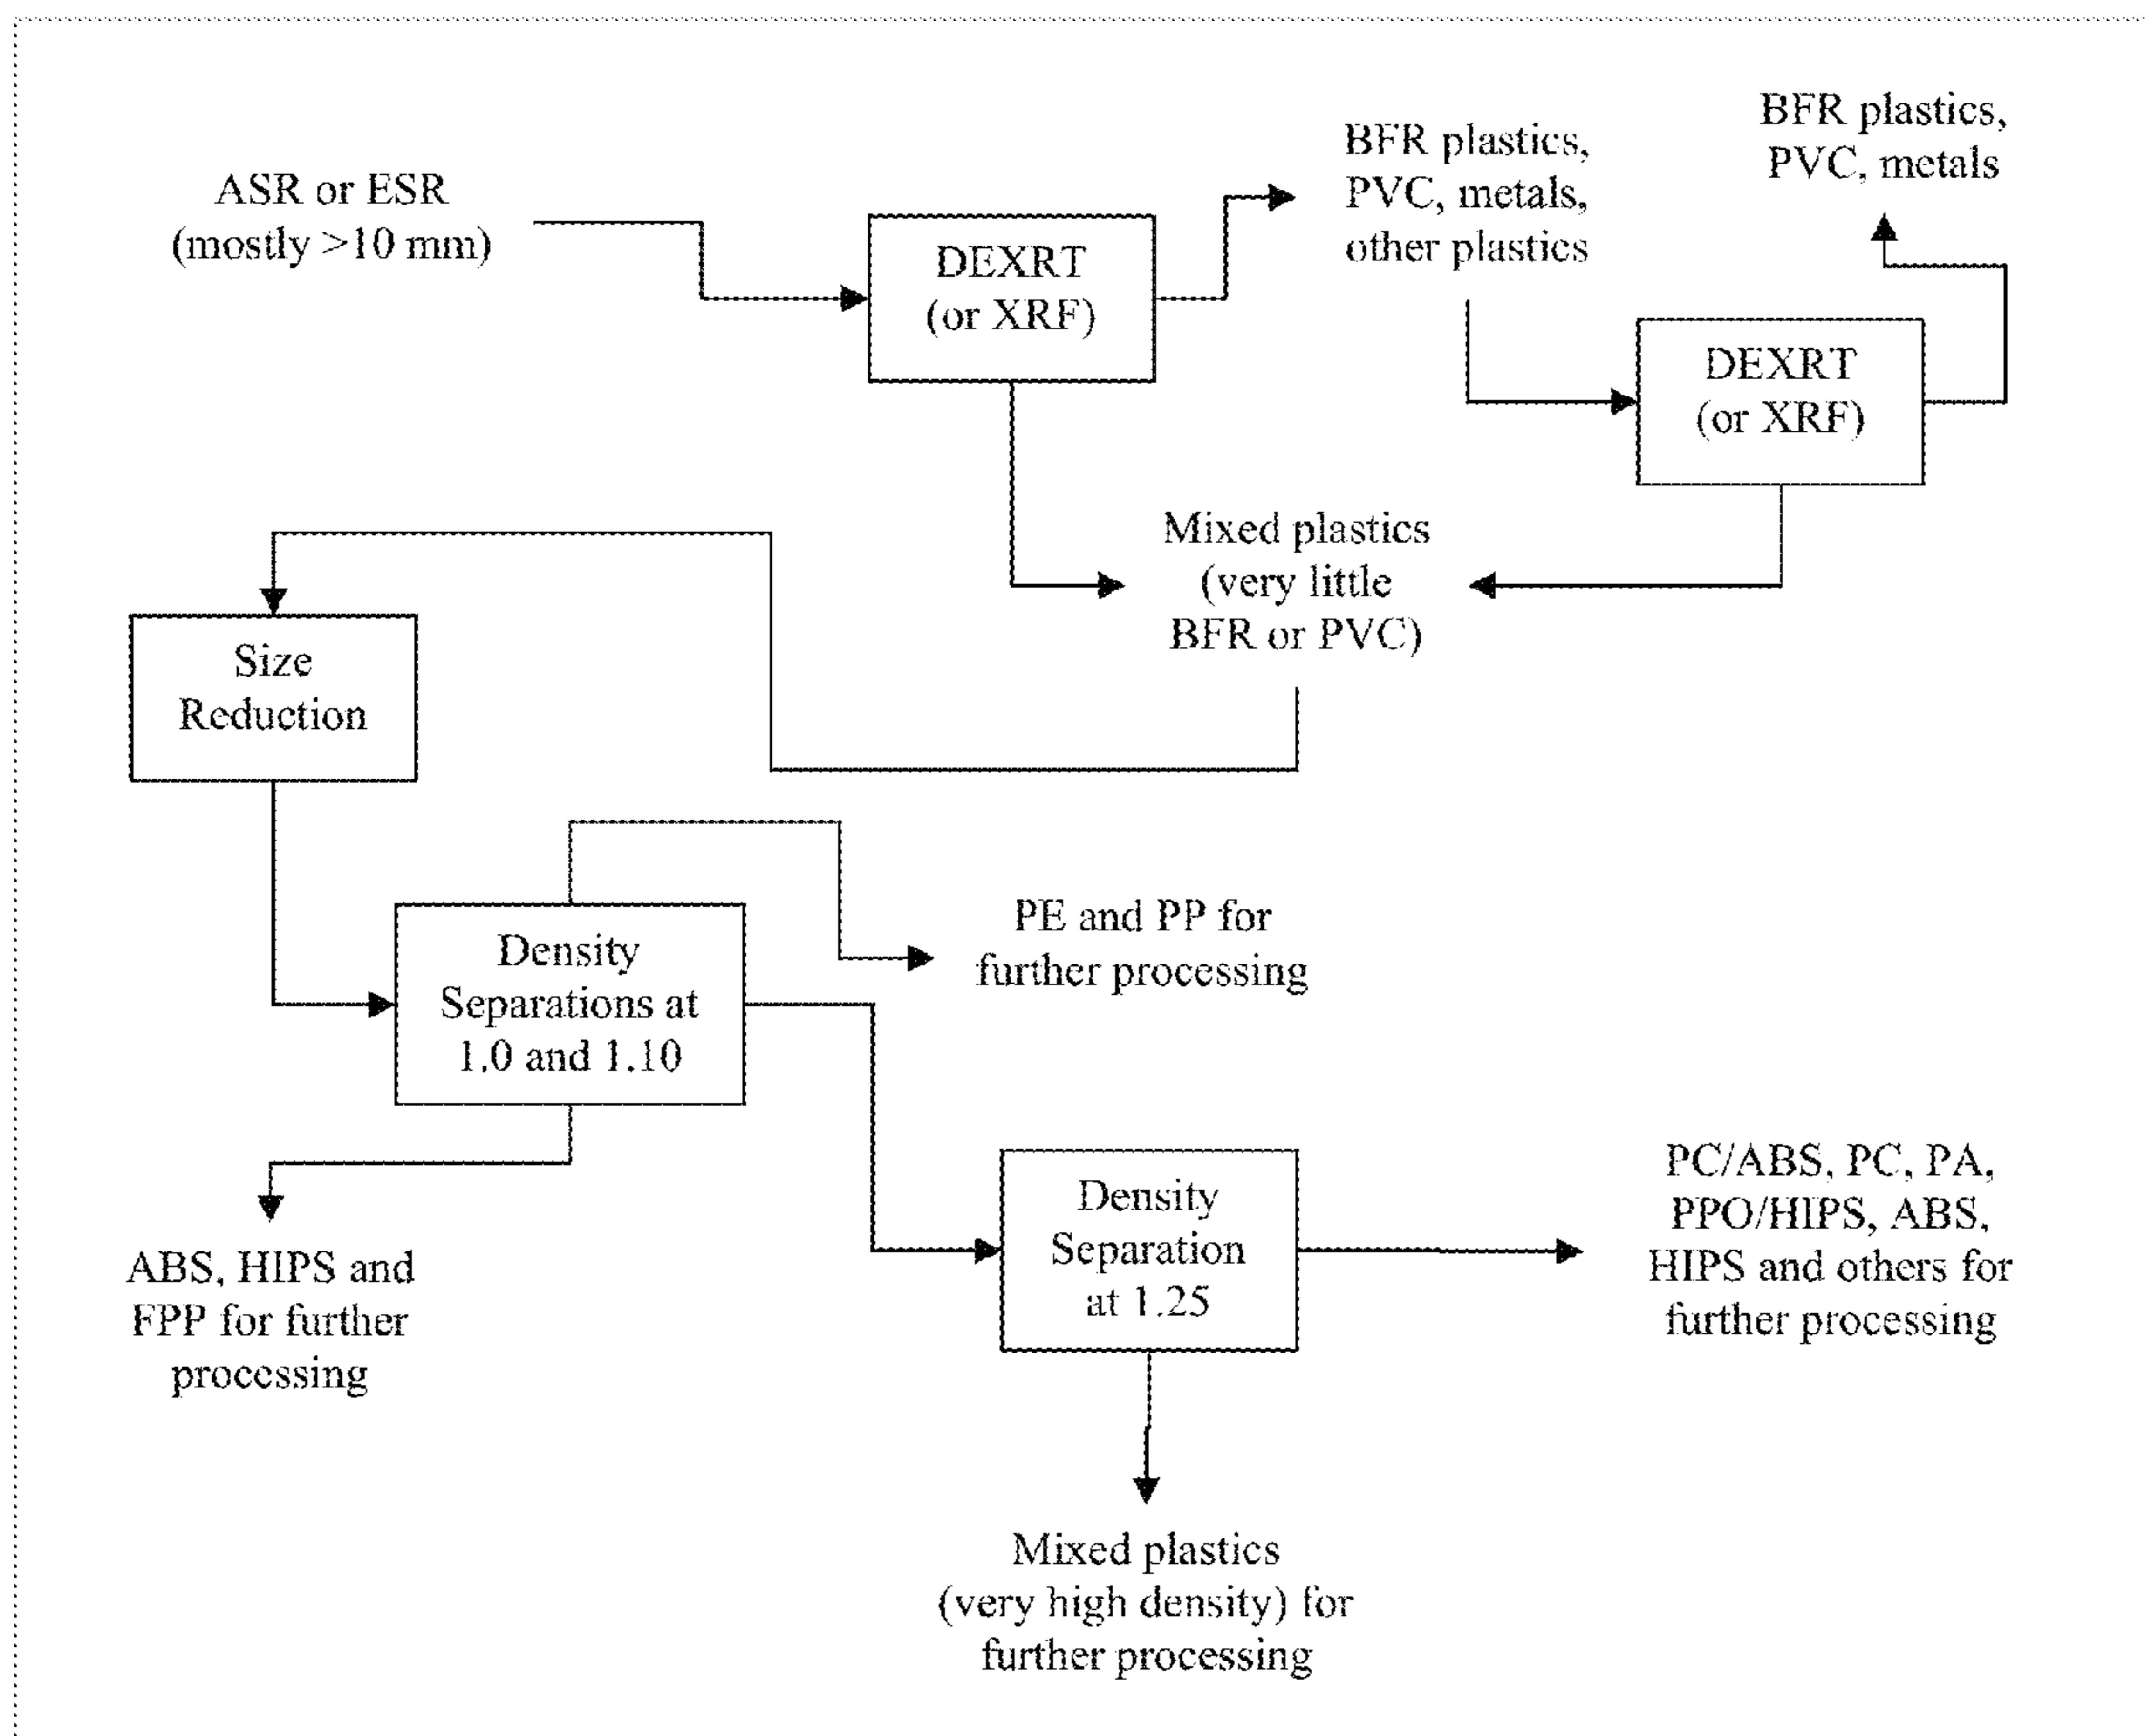 ASR or ESR
(mostly >10 mm)
DEXRT
(or XRF)
BFR plastics,
PVC, metals,
other plastics
BFR plastics,
PVC, metals
DEXRT
(or XRF)
Mixed plastics
(very little
BFR or PVC)
Size
Reduction
Density
Separations at
1.0 and 1.10
PE and PP for
further processing
ABS, HIPS and
FPP for further
processing
Density
Separation
at 1.25
PC/ABS, PC, PA,
PPO/HIPS, ABS,
HIPS and others for
further processing
Mixed plastics
(very high density) for
further processing